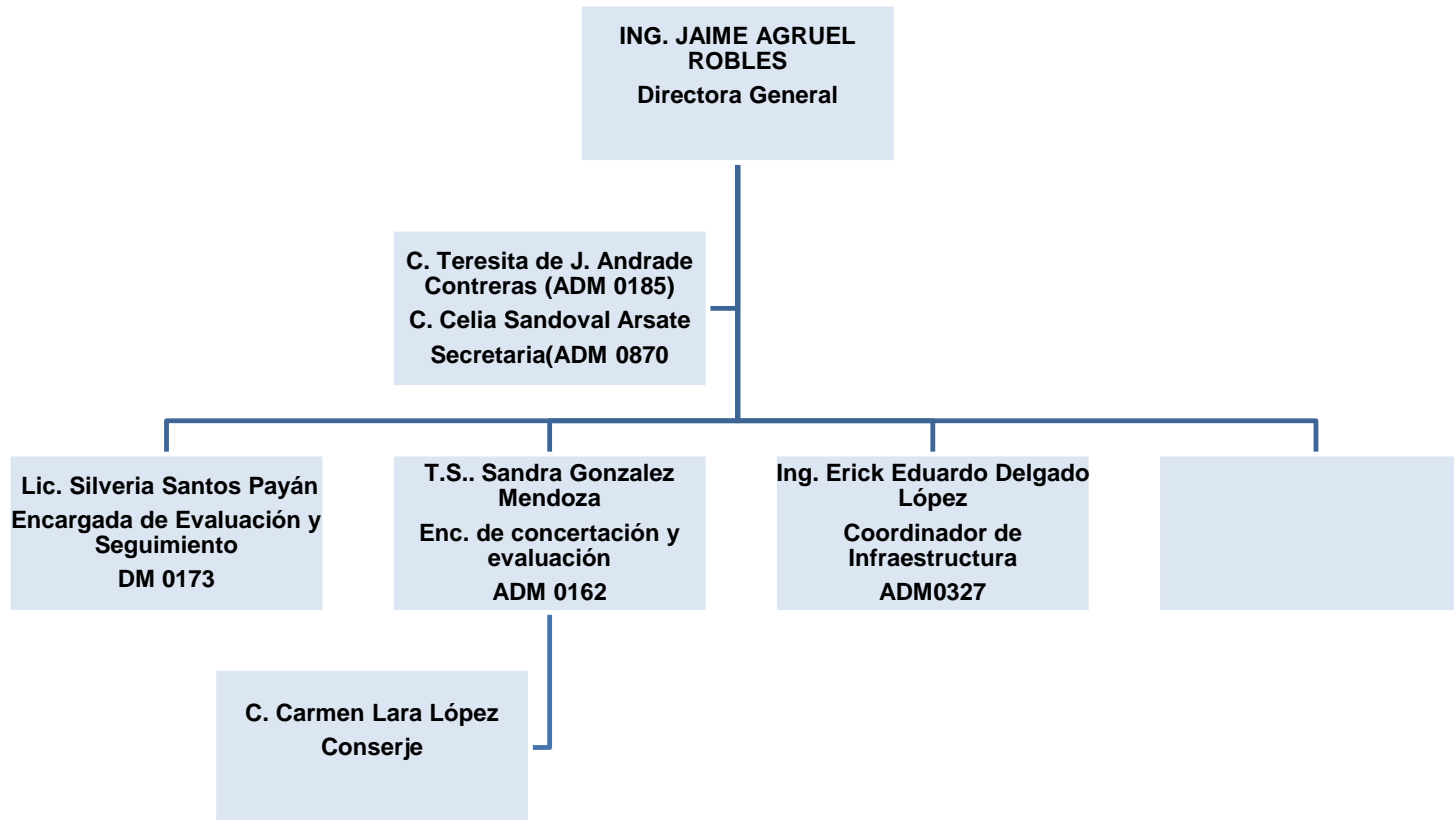 ING. JAIME AGRUEL
ROBLES
Directora General
C. Teresita de J. Andrade
Contreras (ADM 0185)
C. Celia Sandoval Arsate
Secretaria(ADM 0870
Lic. Silveria Santos Payán
Encargada de Evaluación y
Seguimiento
DM 0173
T.S.. Sandra Gonzalez
Mendoza
Enc. de concertación y
evaluación
ADM 0162
Ing. Erick Eduardo Delgado
López
Coordinador de
Infraestructura
ADM0327
C. Carmen Lara López
Conserje